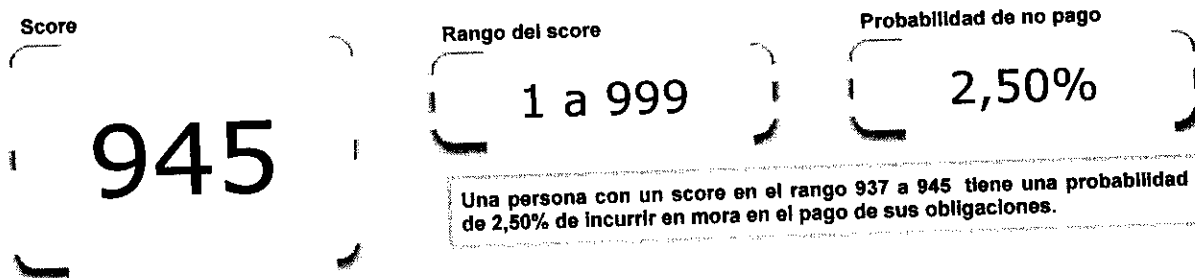 Score
945
Rango del score
1 a 999
Probabilidad de no pago
2,50%
Una persona con un score en el rango 937 a 945 tiene una probabilidad
de 2,50% de incurrir en mora en el pago de sus obligaciones.